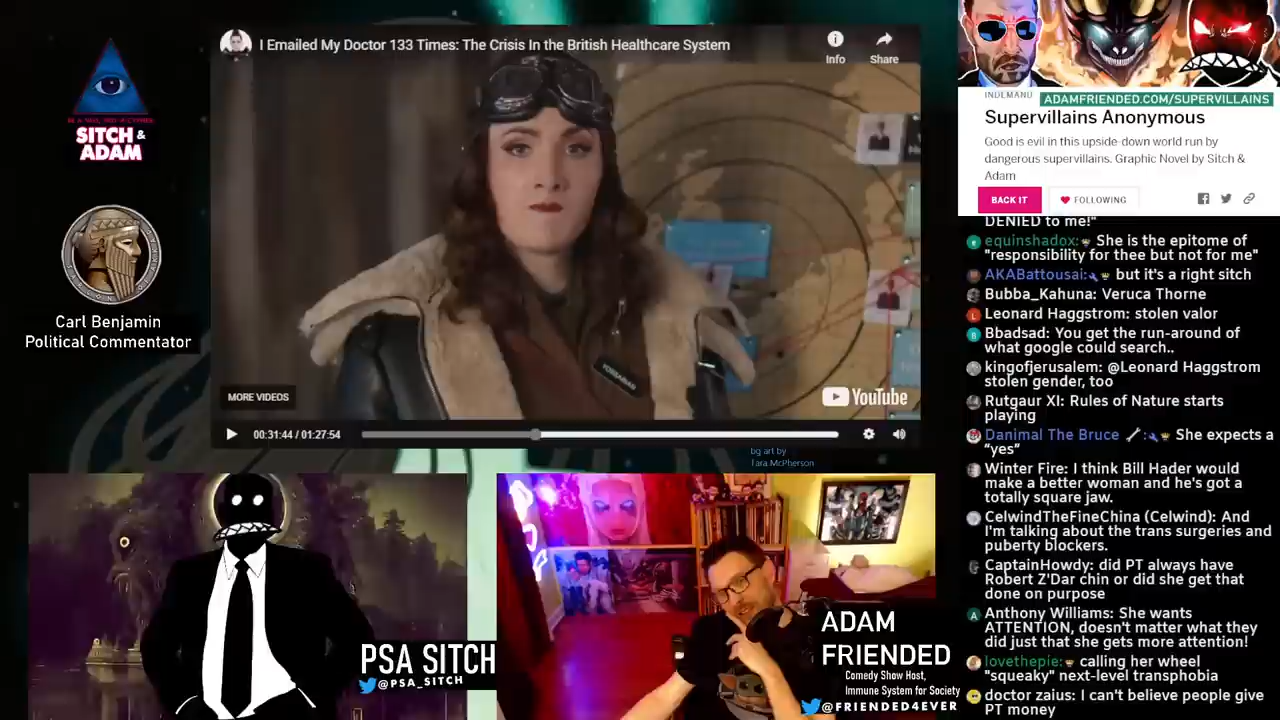 I Emailed My Doctor 133 Times: The Crisis In the British Healthcare System
Info
Share
SITCH &
ADAM
Carl Benjamin
Political Commentator
YOSSARIAN
MORE VIDEOS
YouTube
00:31:44 / 01:27:54
bg art by
Tara McPherson
PSA SITCH
@PSA_SITCH
ADAM
FRIENDED
Comedy Show Host,
Immune System for Society
@FRIENDED4EVER
INDEMAND
ADAMFRIENDED.COM/SUPERVILLAINS
Supervillains Anonymous
Good is evil in this upside-down world run by
dangerous supervillains. Graphic Novel by Sitch &
Adam
BACK IT
FOLLOWING
DENIED to me!"
equinshadox: She is the epitome of
"responsibility for thee but not for me"
AKABattousai: but it's a right sitch
Bubba_Kahuna: Veruca Thorne
Leonard Haggstrom: stolen valor
Bbadsad: You get the run-around of
what google could search..
kingofjerusalem: @Leonard Haggstrom
stolen gender, too
Rutgaur XI: Rules of Nature starts
playing
Danimal The Bruce : She expects a
“yes”
Winter Fire: I think Bill Hader would
make a better woman and he's got a
totally square jaw.
CelwindTheFineChina (Celwind): And
I'm talking about the trans surgeries and
puberty blockers.
CaptainHowdy: did PT always have
Robert Z'Dar chin or did she get that
done on purpose
Anthony Williams: She wants
ATTENTION, doesn't matter what they
did just that she gets more attention!
lovethepie: calling her wheel
"squeaky" next-level transphobia
doctor zaius: I can't believe people give
PT money